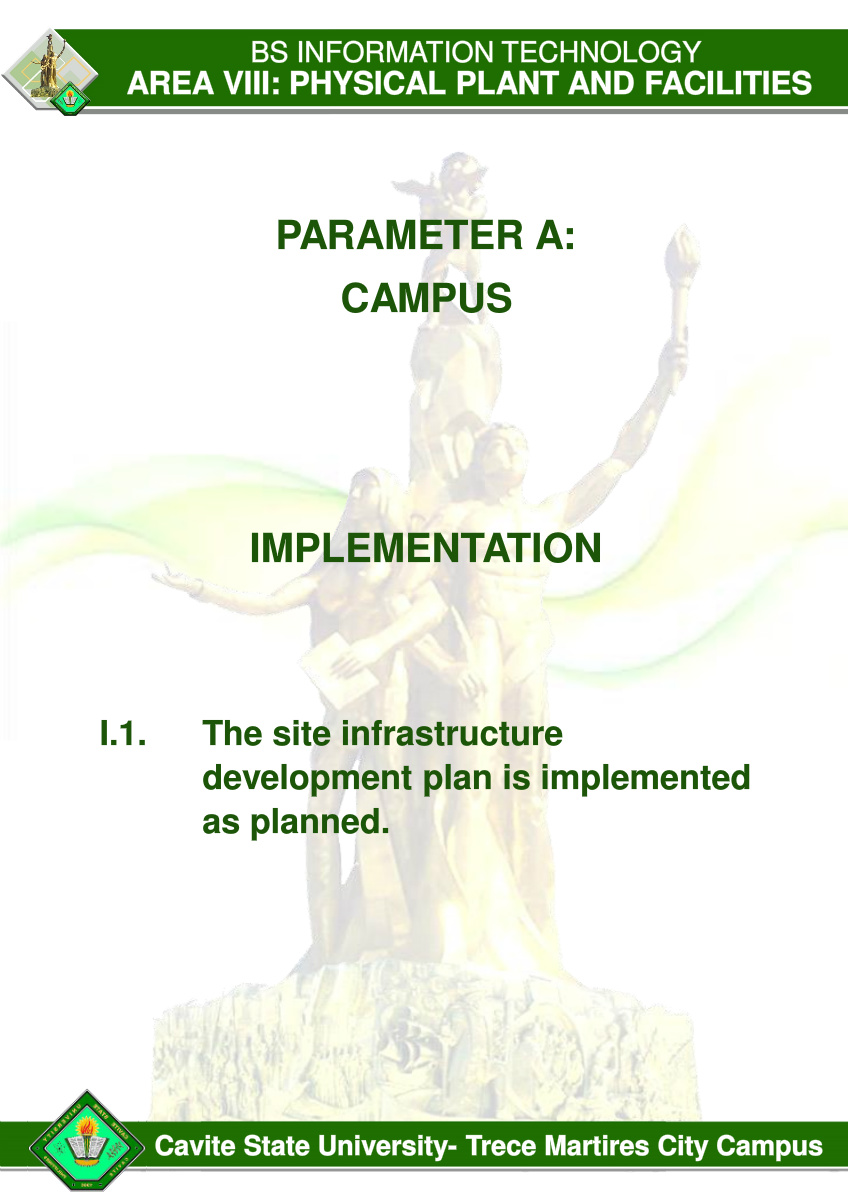 BS INFORMATION TECHNOLOGY
AREA VIII: PHYSICAL PLANT AND FACILITIES
PARAMETER A:
CAMPUS
IMPLEMENTATION
I.1. The site infrastructure
development plan is implemented
as planned.
Cavite State University- Trece Martires City Campus